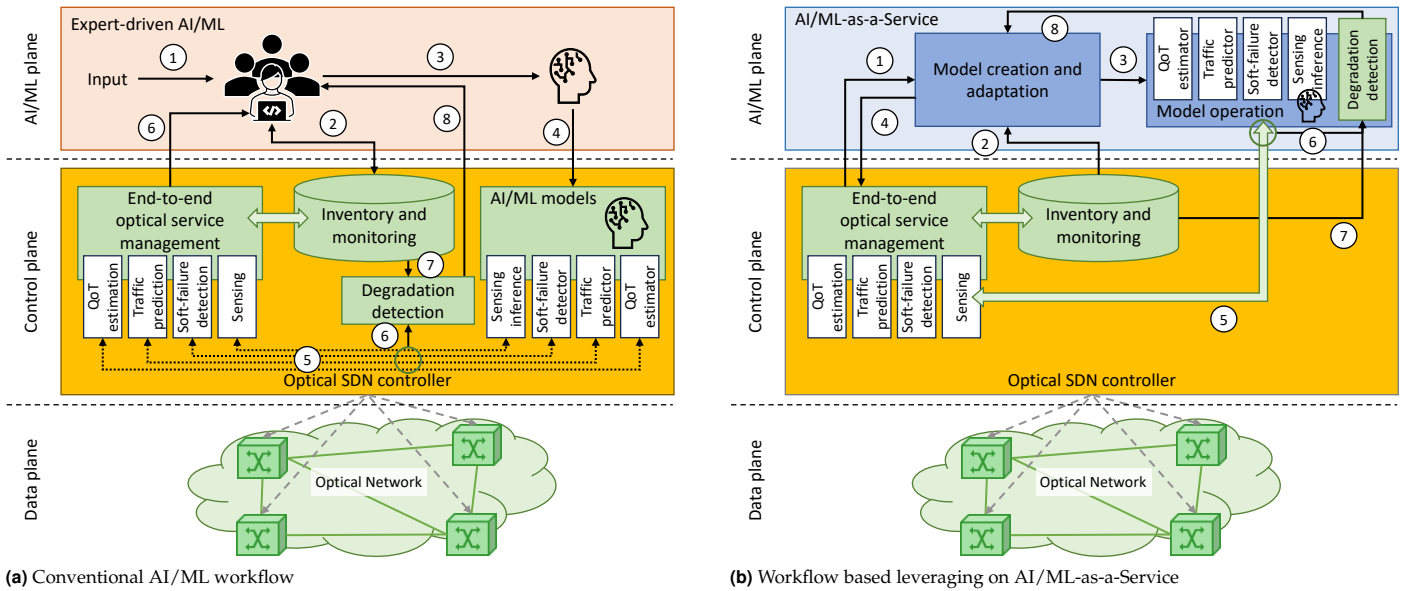 AI/ML plane
Expert-driven AI/ML
Input
1
3
6
2
8
4
Control plane
End-to-end
optical service
management
Inventory and
monitoring
AI/ML models
QoT
estimation
Traffic
prediction
Soft-failure
detection
Sensing
7
Degradation
detection
6
5
Sensing
inference
Soft-failure
detector
Traffic
predictor
QoT
estimator
Optical SDN controller
Data plane
Optical Network
(a) Conventional AI/ML workflow
AI/ML plane
AI/ML-as-a-Service
1
4
Model creation and
adaptation
8
3
2
QoT
estimator
Traffic
predictor
Soft-failure
detector
Sensing
inference
Degradation
detection
Model operation
6
Control plane
End-to-end
optical service
management
Inventory and
monitoring
7
QoT
estimation
Traffic
prediction
Soft-failure
detection
Sensing
5
Optical SDN controller
Data plane
Optical Network
(b) Workflow based leveraging on AI/ML-as-a-Service